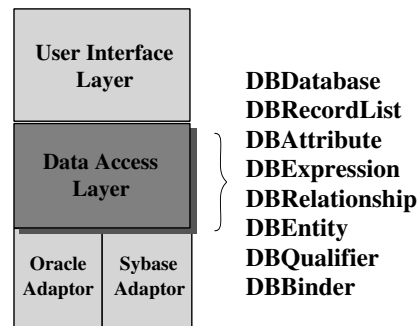 User Interface
Layer
Data Access
Layer
Oracle
Adaptor
Sybase
Adaptor
DBDatabase
DBRecordList
DBAttribute
DBExpression
DBRelationship
DBEntity
DBQualifier
DBBinder